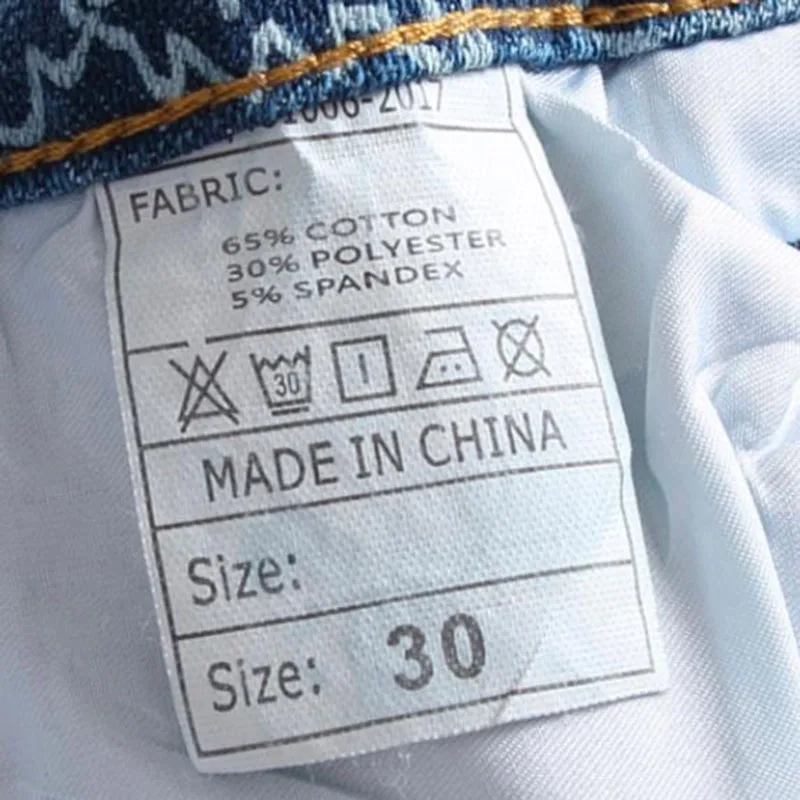 1006-2017
FABRIC:
65% COTTON
30% POLYESTER
5% SPANDEX
30
MADE IN CHINA
Size:
Size: 30